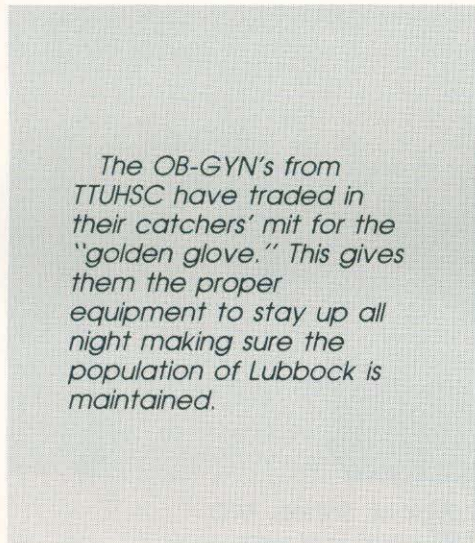 The OB-GYN's from
TTUHSC have traded in
their catchers' mit for the
"golden glove." This gives
them the proper
equipment to stay up all
night making sure the
population of Lubbock is
maintained.